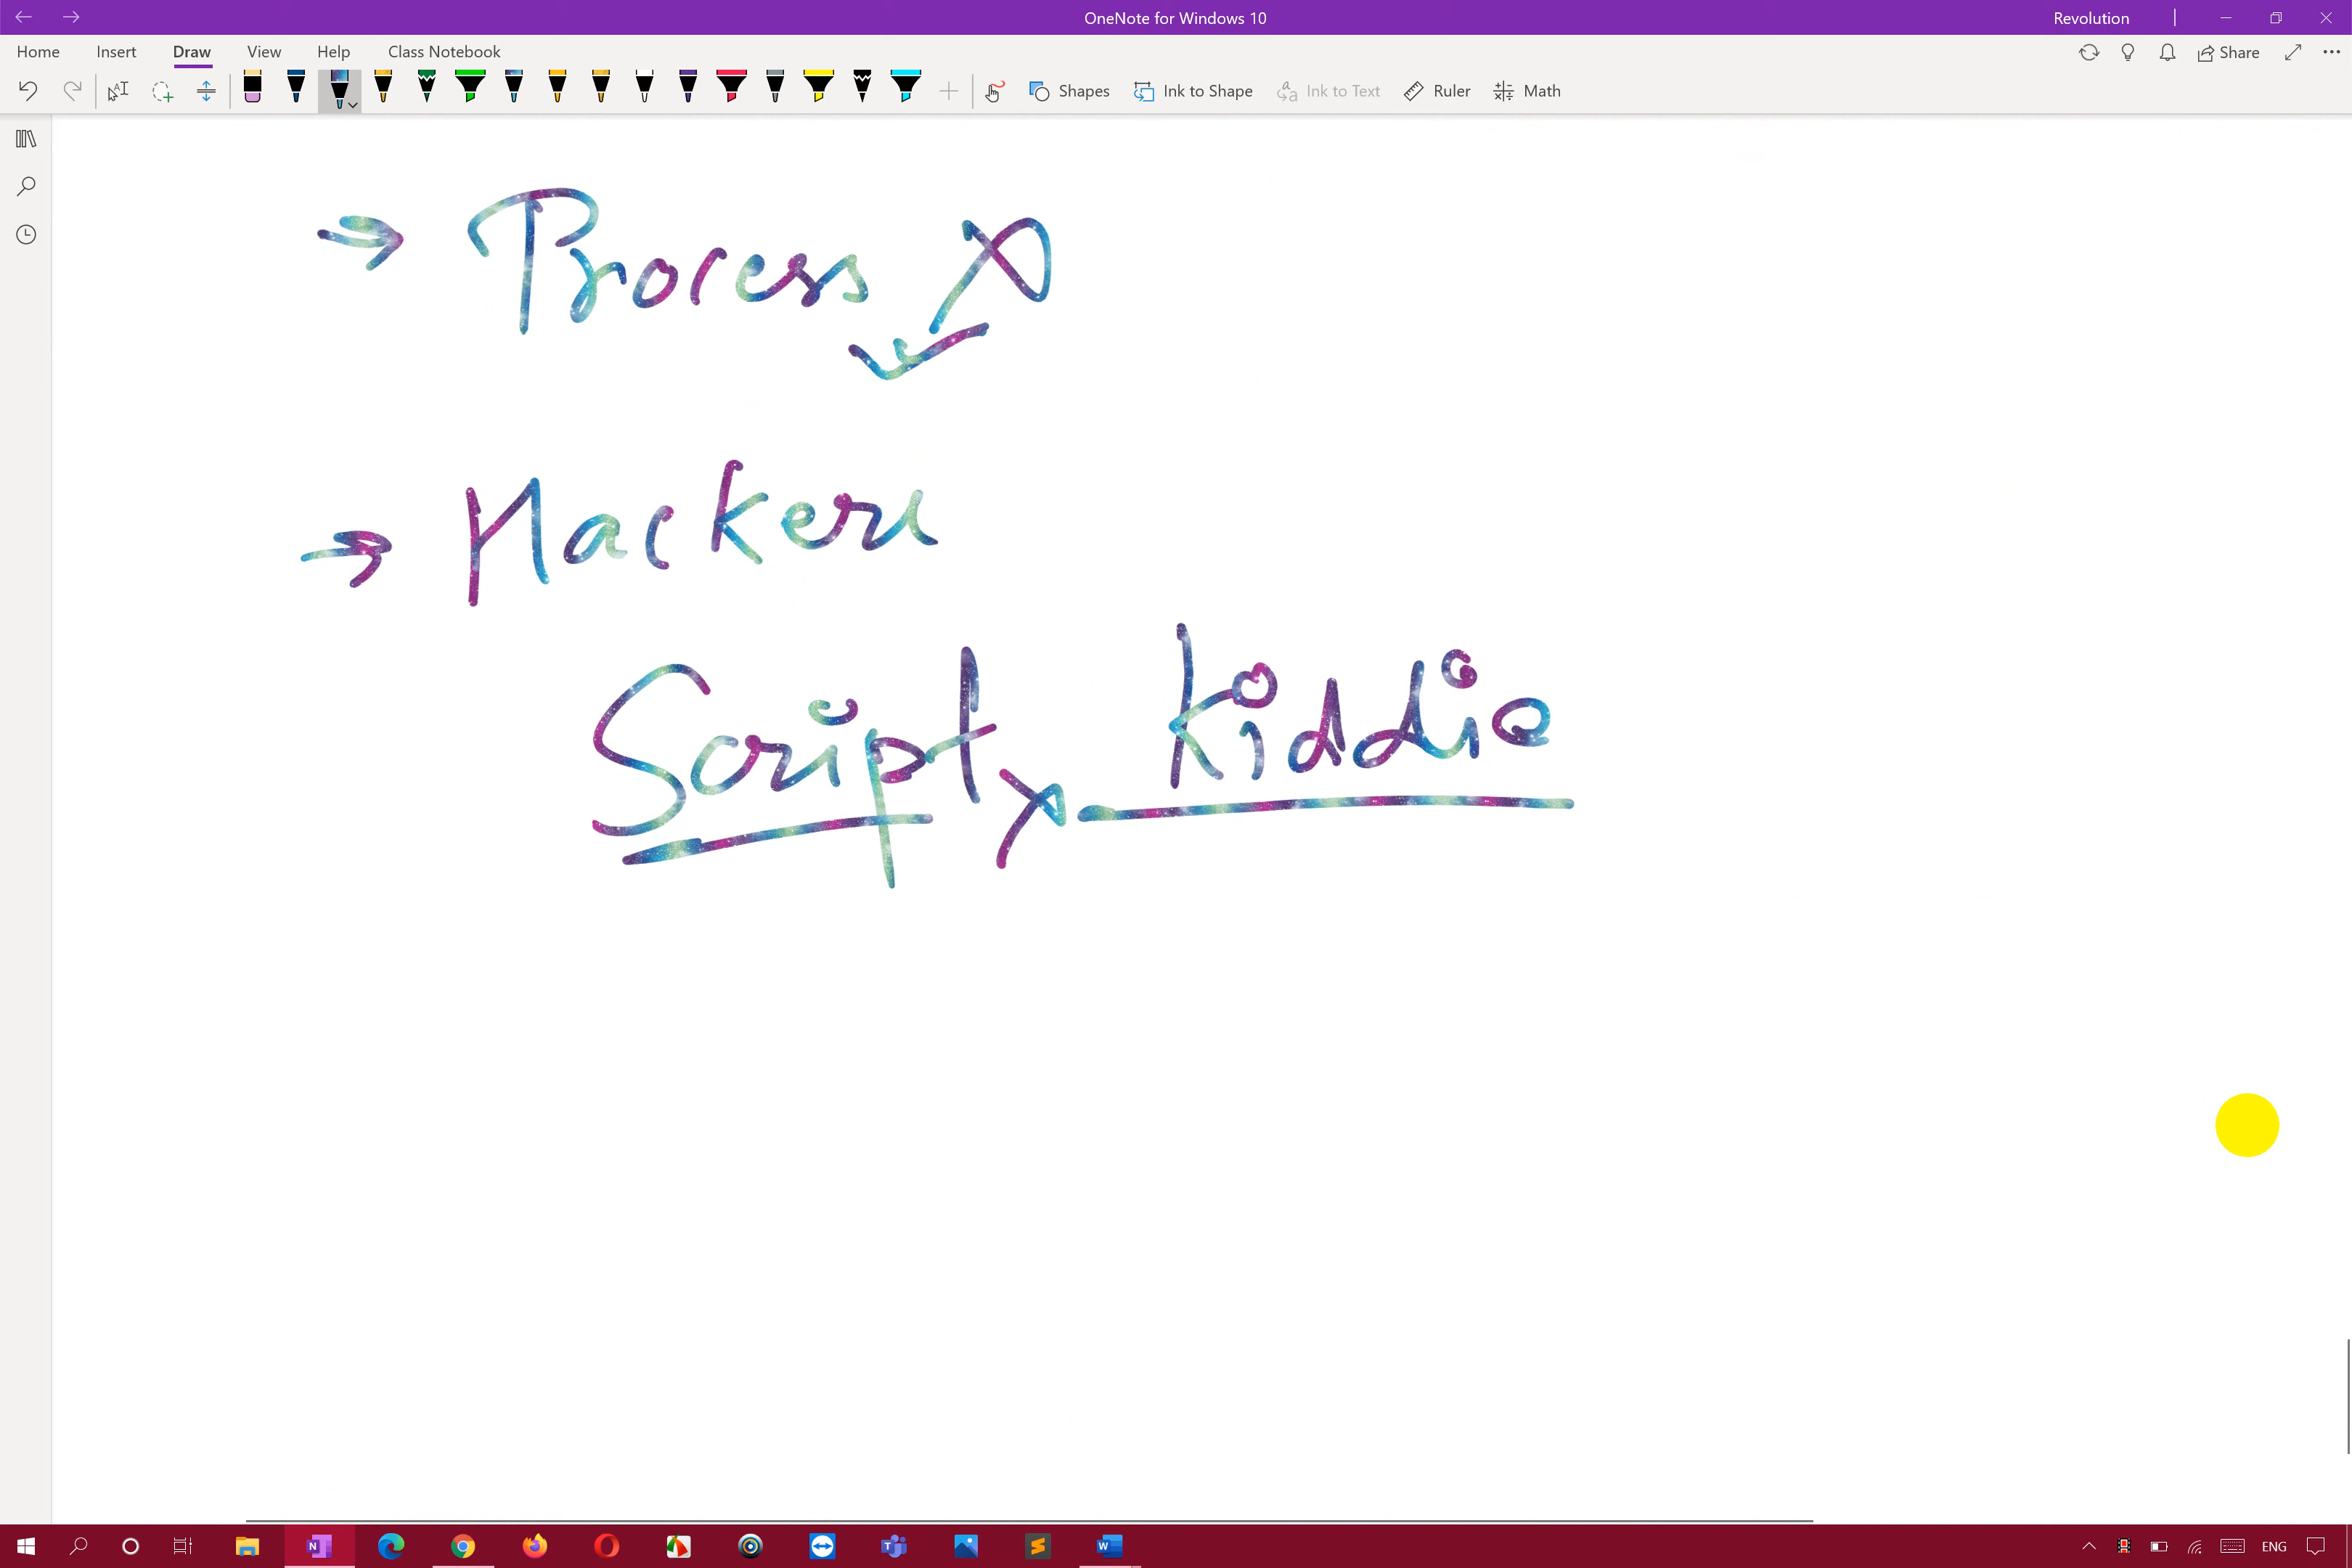 OneNote for Windows 10
Revolution
Home Insert Draw View Help Class Notebook
Share
Shapes Ink to Shape Ink to Text Ruler Math
⇒ Process
→ Hacker
Script Kiddie
ENG